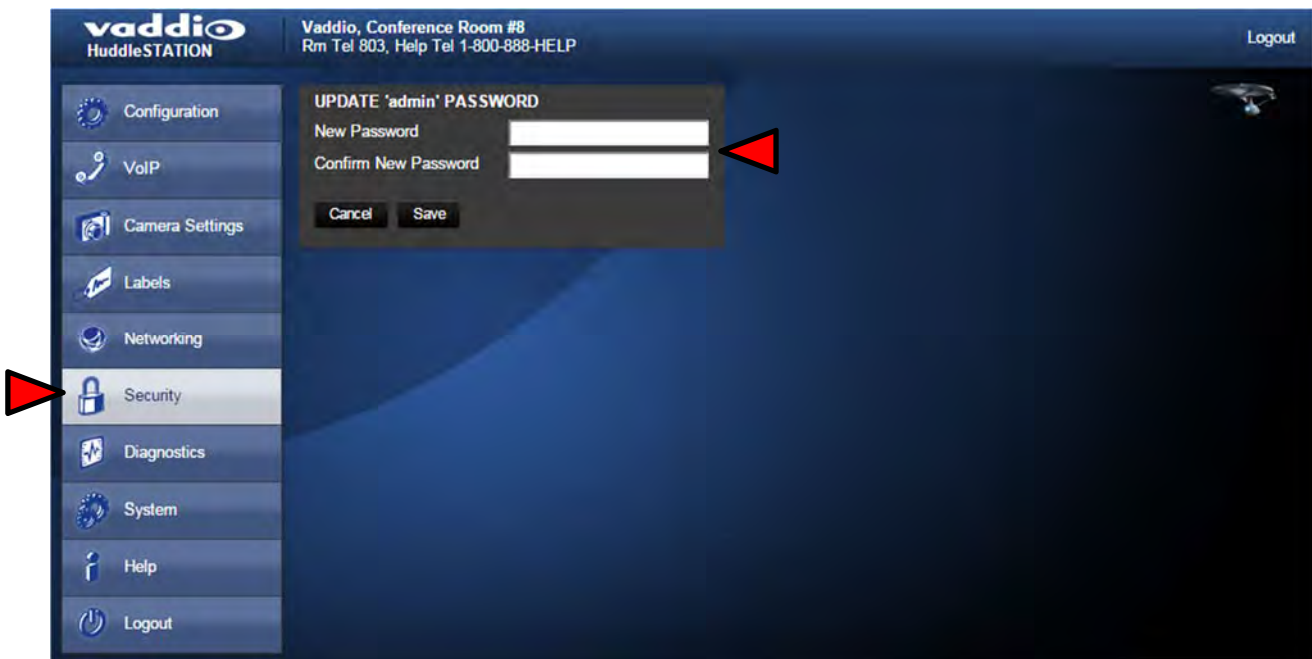 vaddio
HuddleSTATION
Vaddio, Conference Room #8
Rm Tel 803, Help Tel 1-800-888-HELP
Logout
Configuration
VoIP
Camera Settings
Labels
Networking
Security
Diagnostics
System
Help
Logout
UPDATE 'admin' PASSWORD
New Password
Confirm New Password
Cancel Save